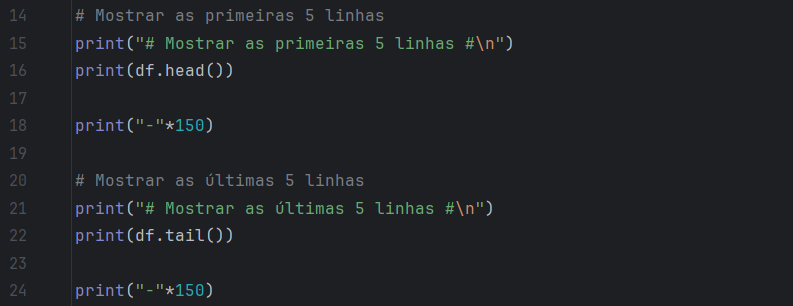 14 # Mostrar as primeiras 5 linhas
15 print("# Mostrar as primeiras 5 linhas #\n")
16 print(df.head())
17
18 print("-"*150)
19
20 # Mostrar as últimas 5 linhas
21 print("# Mostrar as últimas 5 linhas #\n")
22 print(df.tail())
23
24 print("-"*150)